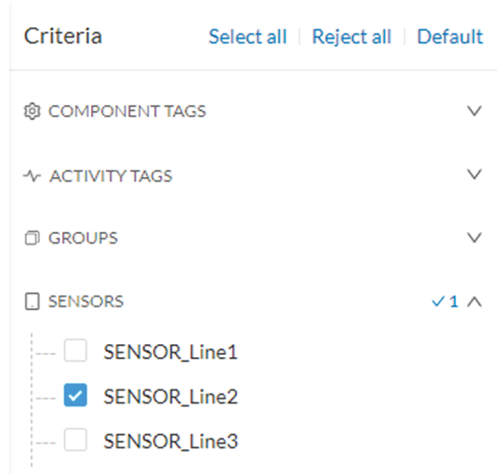 Criteria Select all Reject all Default
COMPONENT TAGS
ACTIVITY TAGS
GROUPS
SENSORS 1
SENSOR_Line1
SENSOR_Line2
SENSOR_Line3